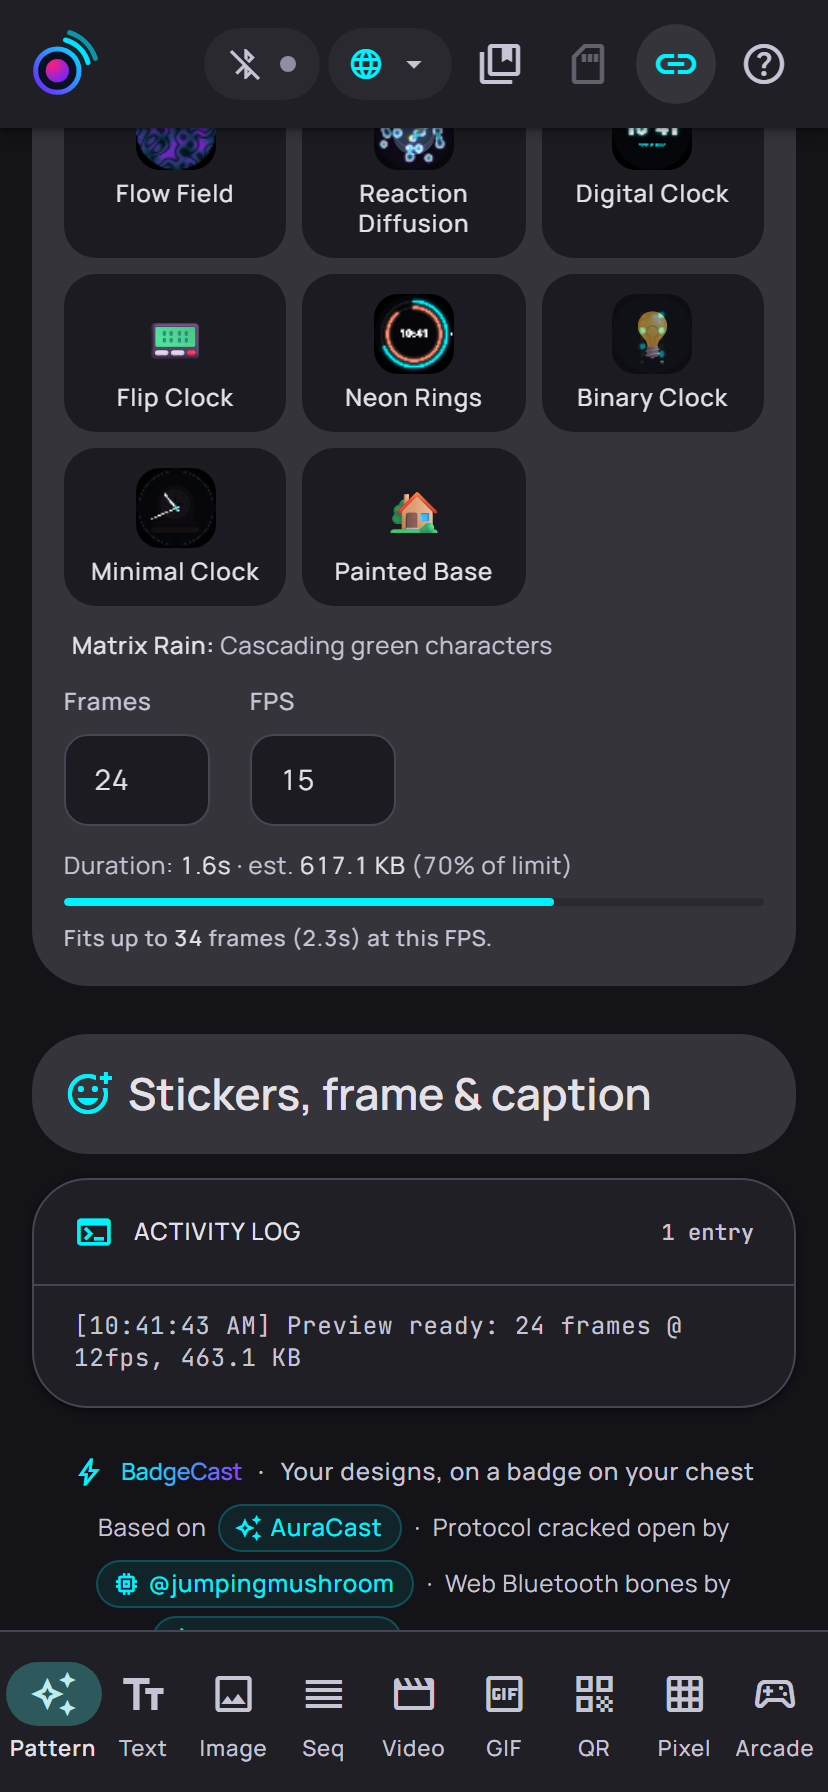 Flow Field
Reaction
Diffusion
Digital Clock
Flip Clock
10:41
Neon Rings
Binary Clock
Minimal Clock
Painted Base
Matrix Rain: Cascading green characters
Frames
FPS
24
15
Duration: 1.6s · est. 617.1 KB (70% of limit)
Fits up to 34 frames (2.3s) at this FPS.
Stickers, frame & caption
ACTIVITY LOG
1 entry
[10:41:43 AM] Preview ready: 24 frames @
12fps, 463.1 KB
BadgeCast · Your designs, on a badge on your chest
Based on AuraCast · Protocol cracked open by
@jumpingmushroom · Web Bluetooth bones by
Pattern
Text
Image
Seq
Video
GIF
GIF
QR
Pixel
Arcade